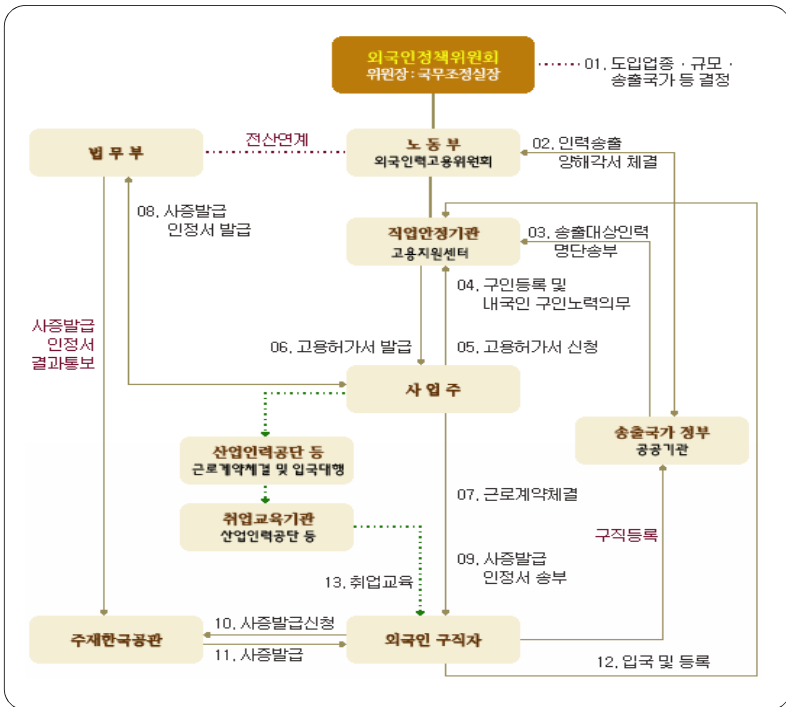 외국인정책위원회
위원장 : 국무조정실장
01. 도입업종 · 규모 ·
송출국가 등 결정
법 무 부
전산연계
노 동 부
외국인력고용위원회
02. 인력송출
양해각서 체결
08. 사증발급
인정서 발급
직업안정기관
고용지원센터
03. 송출대상인력
명단송부
04. 구인등록 및
내국인 구인노력의무
사증발급
인정서
결과통보
06. 고용허가서 발급
05. 고용허가서 신청
사 업 주
산업인력공단 등
근로계약체결 및 입국대행
송출국가 정부
공공기관
07. 근로계약체결
취업교육기관
산업인력공단 등
구직등록
09. 사증발급
인정서 송부
13. 취업교육
주재한국공관
10. 사증발급신청
11. 사증발급
외국인 구직자
12. 입국 및 등록